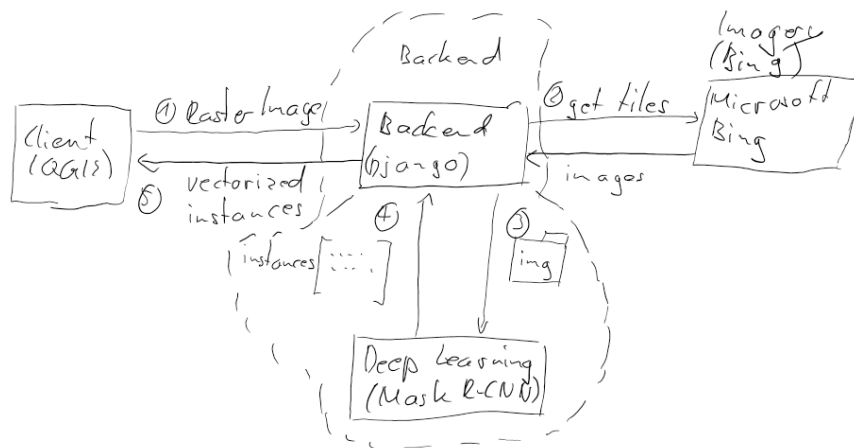 Backend
Imagery
(Bing)
① Raster Image
② get tiles
Client
(QGIS)
Backend
(Django)
Microsoft
Bing
⑤ vectorized
instances
images
④
③
instances
img
Deep Learning
(Mask R-CNN)